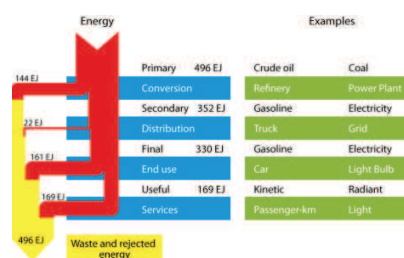 Energy Examples
Primary 496 EJ Crude oil Coal
144 EJ
Conversion Refinery Power Plant
Secondary 352 EJ Gasoline Electricity
22 EJ
Distribution Truck Grid
Final 330 EJ Gasoline Electricity
161 EJ
End use Car Light Bulb
Useful 169 EJ Kinetic Radiant
169 EJ
Services Passenger-km Light
496 EJ
Waste and rejected
energy